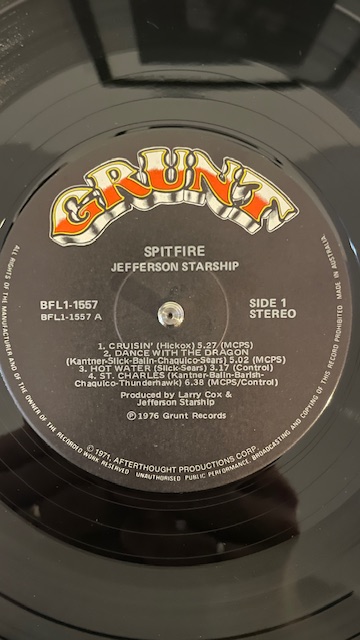 GRUNT
SPITFIRE
JEFFERSON STARSHIP
BFL1-1557
BFL1-1557 A
SIDE 1
STEREO
1. CRUISIN' (Hickox) 5.27 (MCPS)
2. DANCE WITH THE DRAGON
(Kantner-Slick-Balin-Chaquico-Sears) 5.02 (MCPS)
3. HOT WATER (Slick-Sears) 3.17 (Control)
4. ST. CHARLES (Kantner-Balin-Barish-
Chaquico-Thunderhawk) 6.38 (MCPS/Control)
Produced by Larry Cox &
Jefferson Starship
Ⓟ 1976 Grunt Records
© 1971, AFTERTHOUGHT PRODUCTIONS CORP.
ALL RIGHTS OF THE MANUFACTURER AND OF THE OWNER OF THE RECORDED WORK RESERVED UNAUTHORISED PUBLIC PERFORMANCE, BROADCASTING AND COPYING OF THIS RECORD PROHIBITED MADE IN AUSTRALIA.